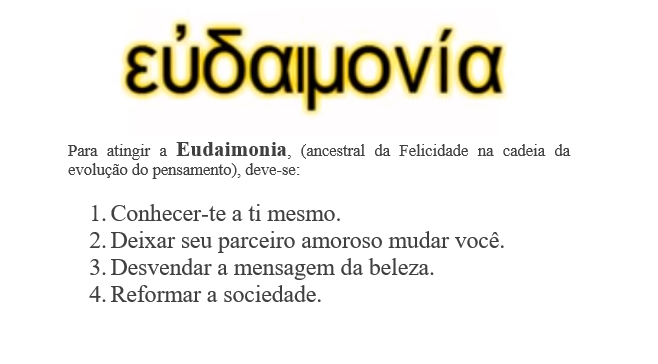 εὐδαιμονία
Para atingir a Eudaimonia, (ancestral da Felicidade na cadeia da
evolução do pensamento), deve-se:
1. Conhecer-te a ti mesmo.
2. Deixar seu parceiro amoroso mudar você.
3. Desvendar a mensagem da beleza.
4. Reformar a sociedade.